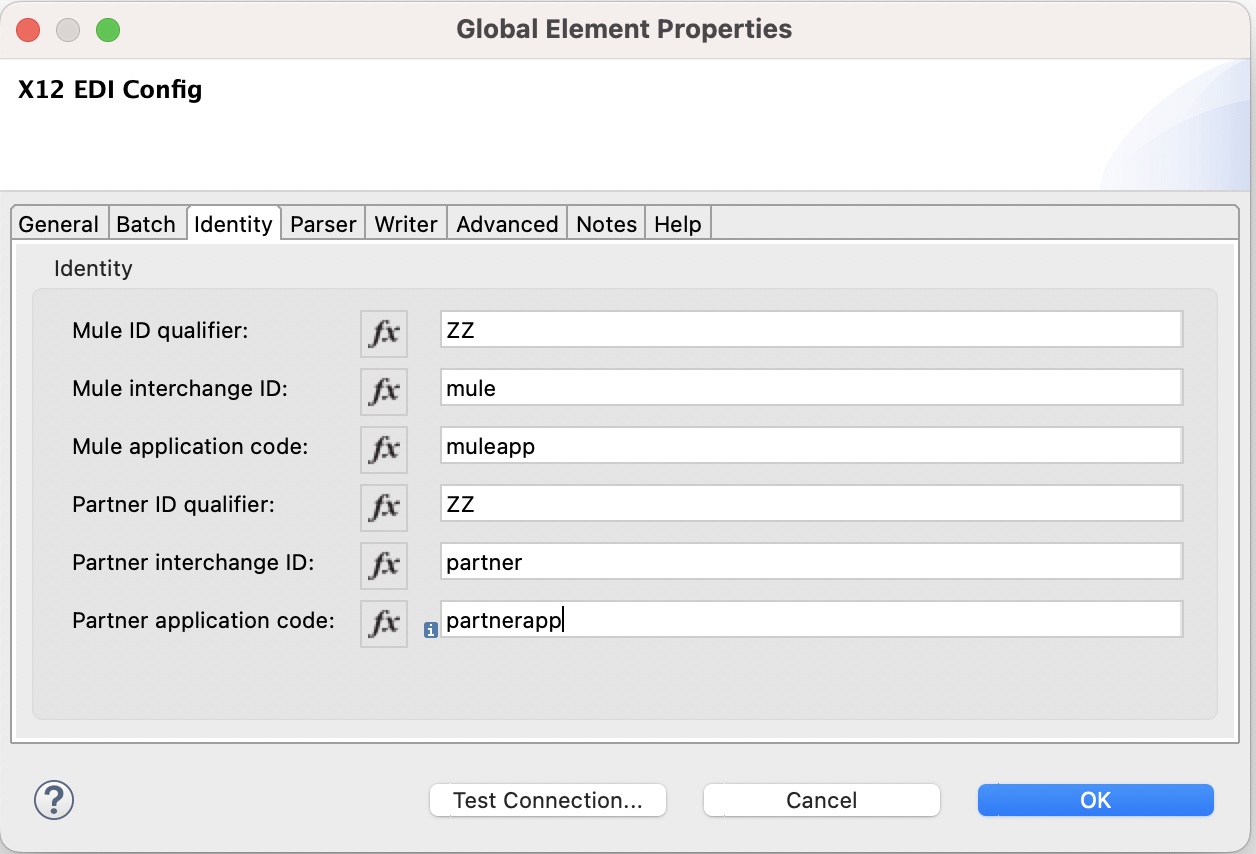 Global Element Properties
X12 EDI Config
General Batch Identity Parser Writer Advanced Notes Help
Identity
Mule ID qualifier: fx ZZ
Mule interchange ID: fx mule
Mule application code: fx muleapp
Partner ID qualifier: fx ZZ
Partner interchange ID: fx partner
Partner application code: fx i partnerapp
? Test Connection... Cancel OK